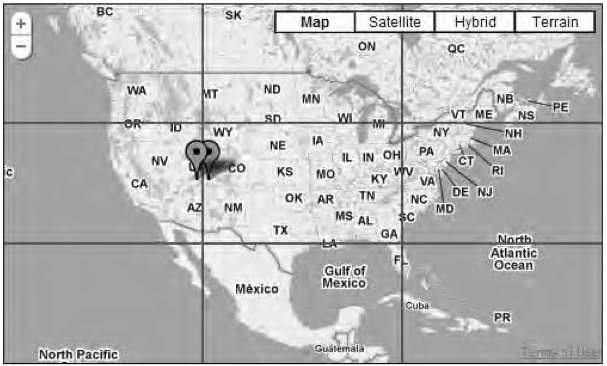 BC
SK
+
−
Map Satellite Hybrid Terrain
ON
QC
WA
MT
ND
MN
NB
PE
OR
ID
SD
WI
MI
VT
ME
NS
WY
NY
NH
NV
NE
IA
IL
IN
OH
PA
MA
CT
RI
CA
CO
KS
MO
KY
WV
VA
DE
NJ
AZ
NM
OK
AR
TN
NC
MD
MS
AL
SC
TX
GA
LA
FL
North
Atlantic
Ocean
Gulf of
Mexico
México
Cuba
PR
Guatemala
North Pacific
Terms of Use